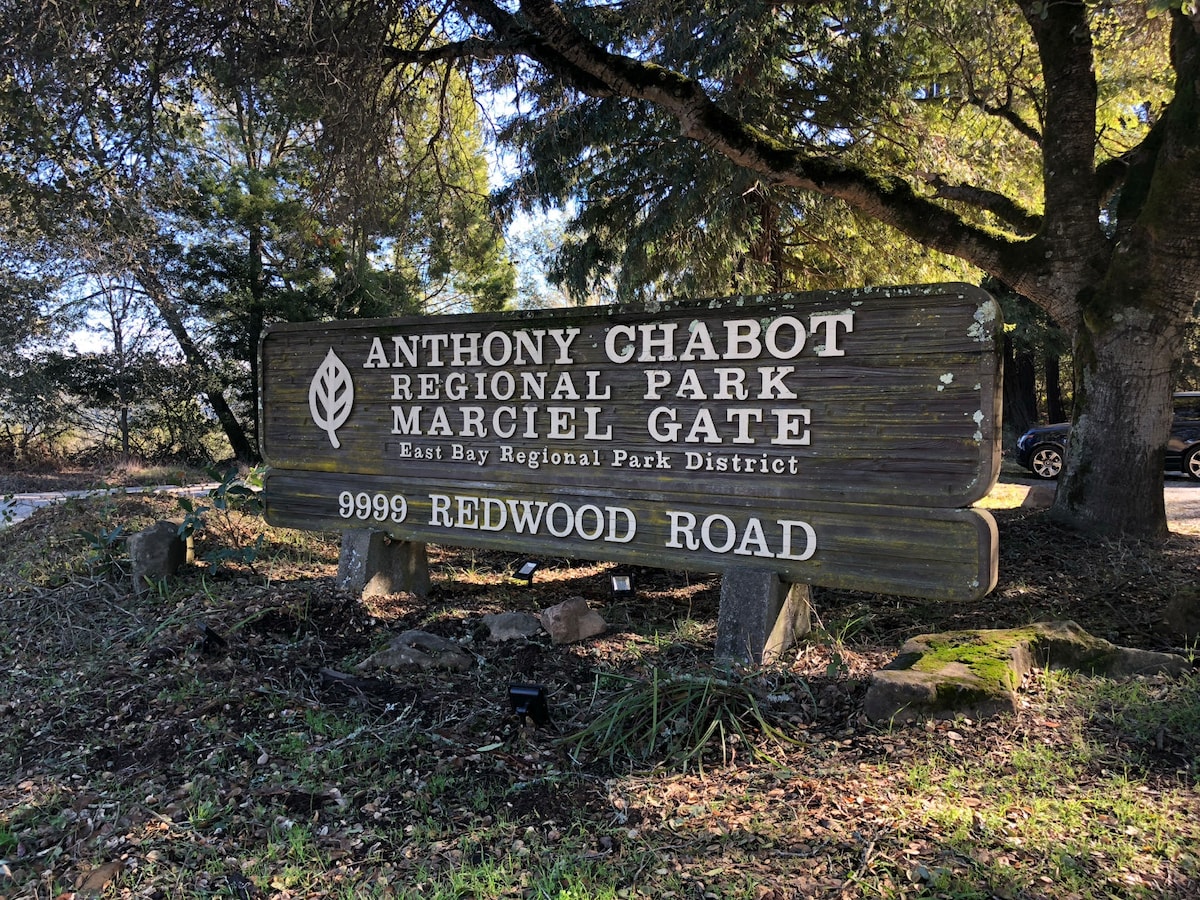 ANTHONY CHABOT
REGIONAL PARK
MARCIEL GATE
East Bay Regional Park District
9999 REDWOOD ROAD